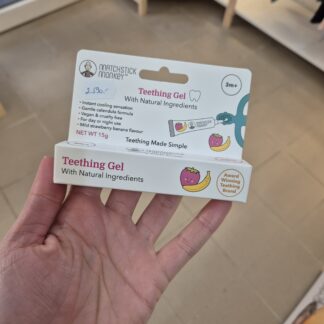 MATCHSTICK
MONKEY
Teething Gel
With Natural Ingredients
3m+
• Instant cooling sensation
• Gentle calendula formula
• Vegan & cruelty free
• For day or night use
• Mild strawberry banana flavour
NET WT 15g
Teething Made Simple
Teething Gel
With Natural Ingredients
Award
Winning
Teething
Brand